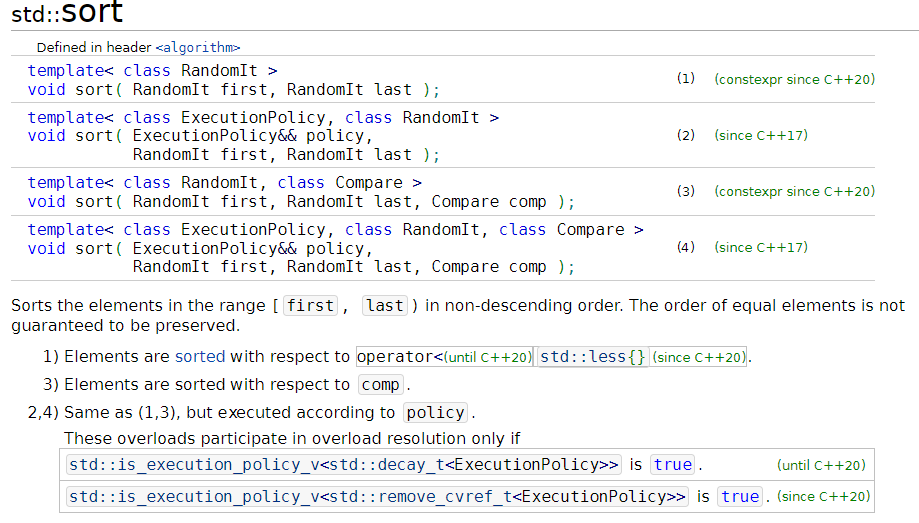 std::sort
Defined in header <algorithm>
template< class RandomIt >
void sort( RandomIt first, RandomIt last ); (1) (constexpr since C++20)
template< class ExecutionPolicy, class RandomIt >
void sort( ExecutionPolicy&& policy, (2) (since C++17)
RandomIt first, RandomIt last );
template< class RandomIt, class Compare >
void sort( RandomIt first, RandomIt last, Compare comp ); (3) (constexpr since C++20)
template< class ExecutionPolicy, class RandomIt, class Compare >
void sort( ExecutionPolicy&& policy, (4) (since C++17)
RandomIt first, RandomIt last, Compare comp );
Sorts the elements in the range [first, last) in non-descending order. The order of equal elements is not
guaranteed to be preserved.
1) Elements are sorted with respect to operator<(until C++20) std::less{} (since C++20).
3) Elements are sorted with respect to comp.
2,4) Same as (1,3), but executed according to policy.
These overloads participate in overload resolution only if
std::is_execution_policy_v<std::decay_t<ExecutionPolicy>> is true. (until C++20)
std::is_execution_policy_v<std::remove_cvref_t<ExecutionPolicy>> is true. (since C++20)